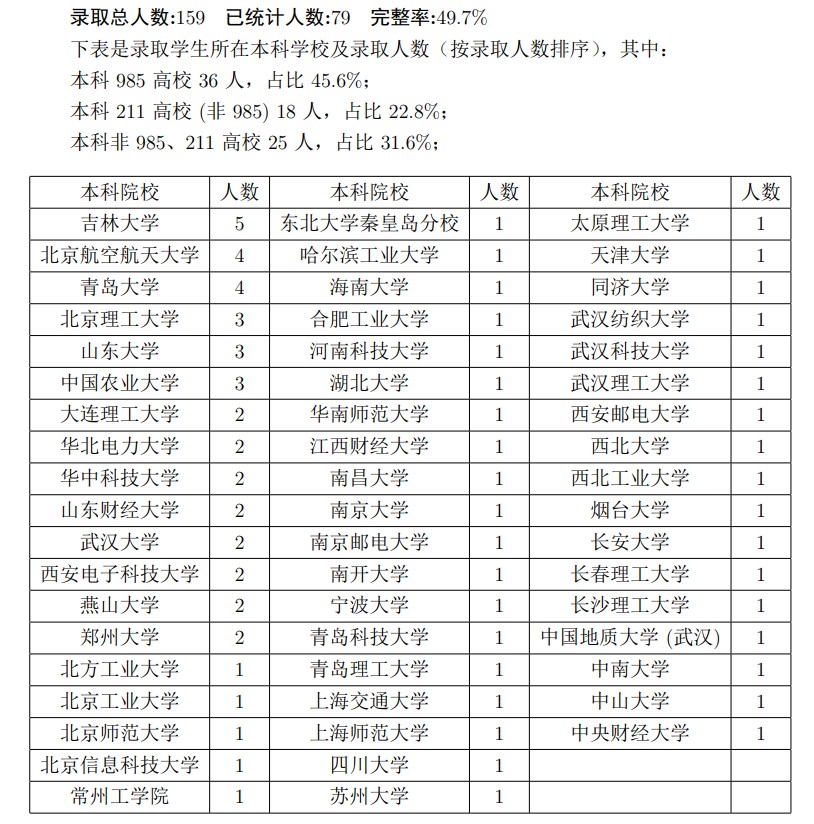 录取总人数:159 已统计人数:79 完整率:49.7%
下表是录取学生所在本科学校及录取人数（按录取人数排序），其中：
本科 985 高校 36 人，占比 45.6%；
本科 211 高校 (非 985) 18 人，占比 22.8%；
本科非 985、211 高校 25 人，占比 31.6%；
本科院校 人数 本科院校 人数 本科院校 人数
吉林大学 5 东北大学秦皇岛分校 1 太原理工大学 1
北京航空航天大学 4 哈尔滨工业大学 1 天津大学 1
青岛大学 4 海南大学 1 同济大学 1
北京理工大学 3 合肥工业大学 1 武汉纺织大学 1
山东大学 3 河南科技大学 1 武汉科技大学 1
中国农业大学 3 湖北大学 1 武汉理工大学 1
大连理工大学 2 华南师范大学 1 西安邮电大学 1
华北电力大学 2 江西财经大学 1 西北大学 1
华中科技大学 2 南昌大学 1 西北工业大学 1
山东财经大学 2 南京大学 1 烟台大学 1
武汉大学 2 南京邮电大学 1 长安大学 1
西安电子科技大学 2 南开大学 1 长春理工大学 1
燕山大学 2 宁波大学 1 长沙理工大学 1
郑州大学 2 青岛科技大学 1 中国地质大学 (武汉) 1
北方工业大学 1 青岛理工大学 1 中南大学 1
北京工业大学 1 上海交通大学 1 中山大学 1
北京师范大学 1 上海师范大学 1 中央财经大学 1
北京信息科技大学 1 四川大学 1
常州工学院 1 苏州大学 1